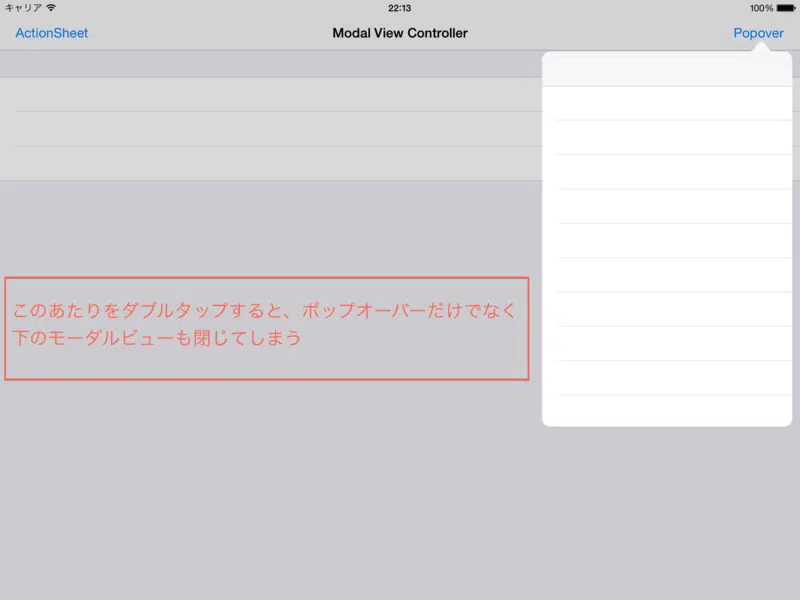 キャリア 22:13 100%
ActionSheet Modal View Controller Popover
このあたりをダブルタップすると、ポップオーバーだけでなく
下のモーダルビューも閉じてしまう